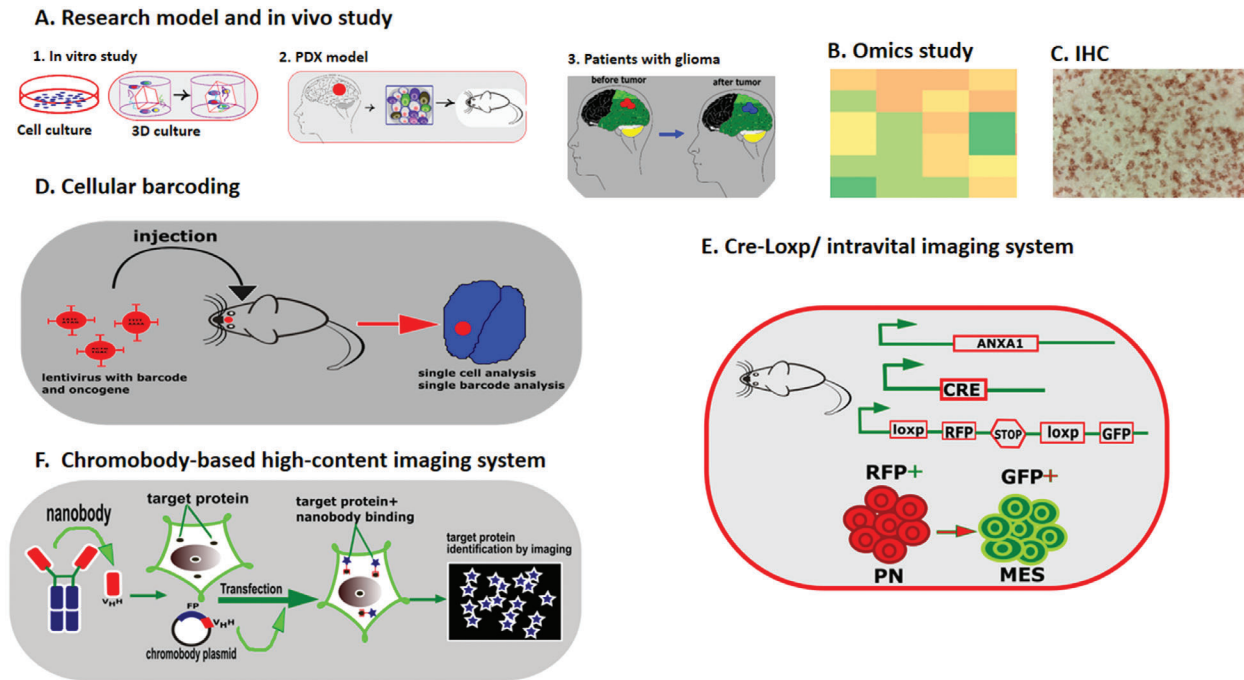 A. Research model and in vivo study
1. In vitro study
Cell culture
3D culture
2. PDX model
3. Patients with glioma
before tumor
after tumor
B. Omics study
C. IHC
D. Cellular barcoding
injection
lentivirus with barcode
and oncogene
single cell analysis
single barcode analysis
E. Cre-Loxp/ intravital imaging system
ANXA1
CRE
loxp RFP STOP loxp GFP
RFP+ GFP+
PN MES
F. Chromobody-based high-content imaging system
nanobody
VHH
target protein
Transfection
FP
VHH
chromobody plasmid
target protein+
nanobody binding
target protein
identification by imaging